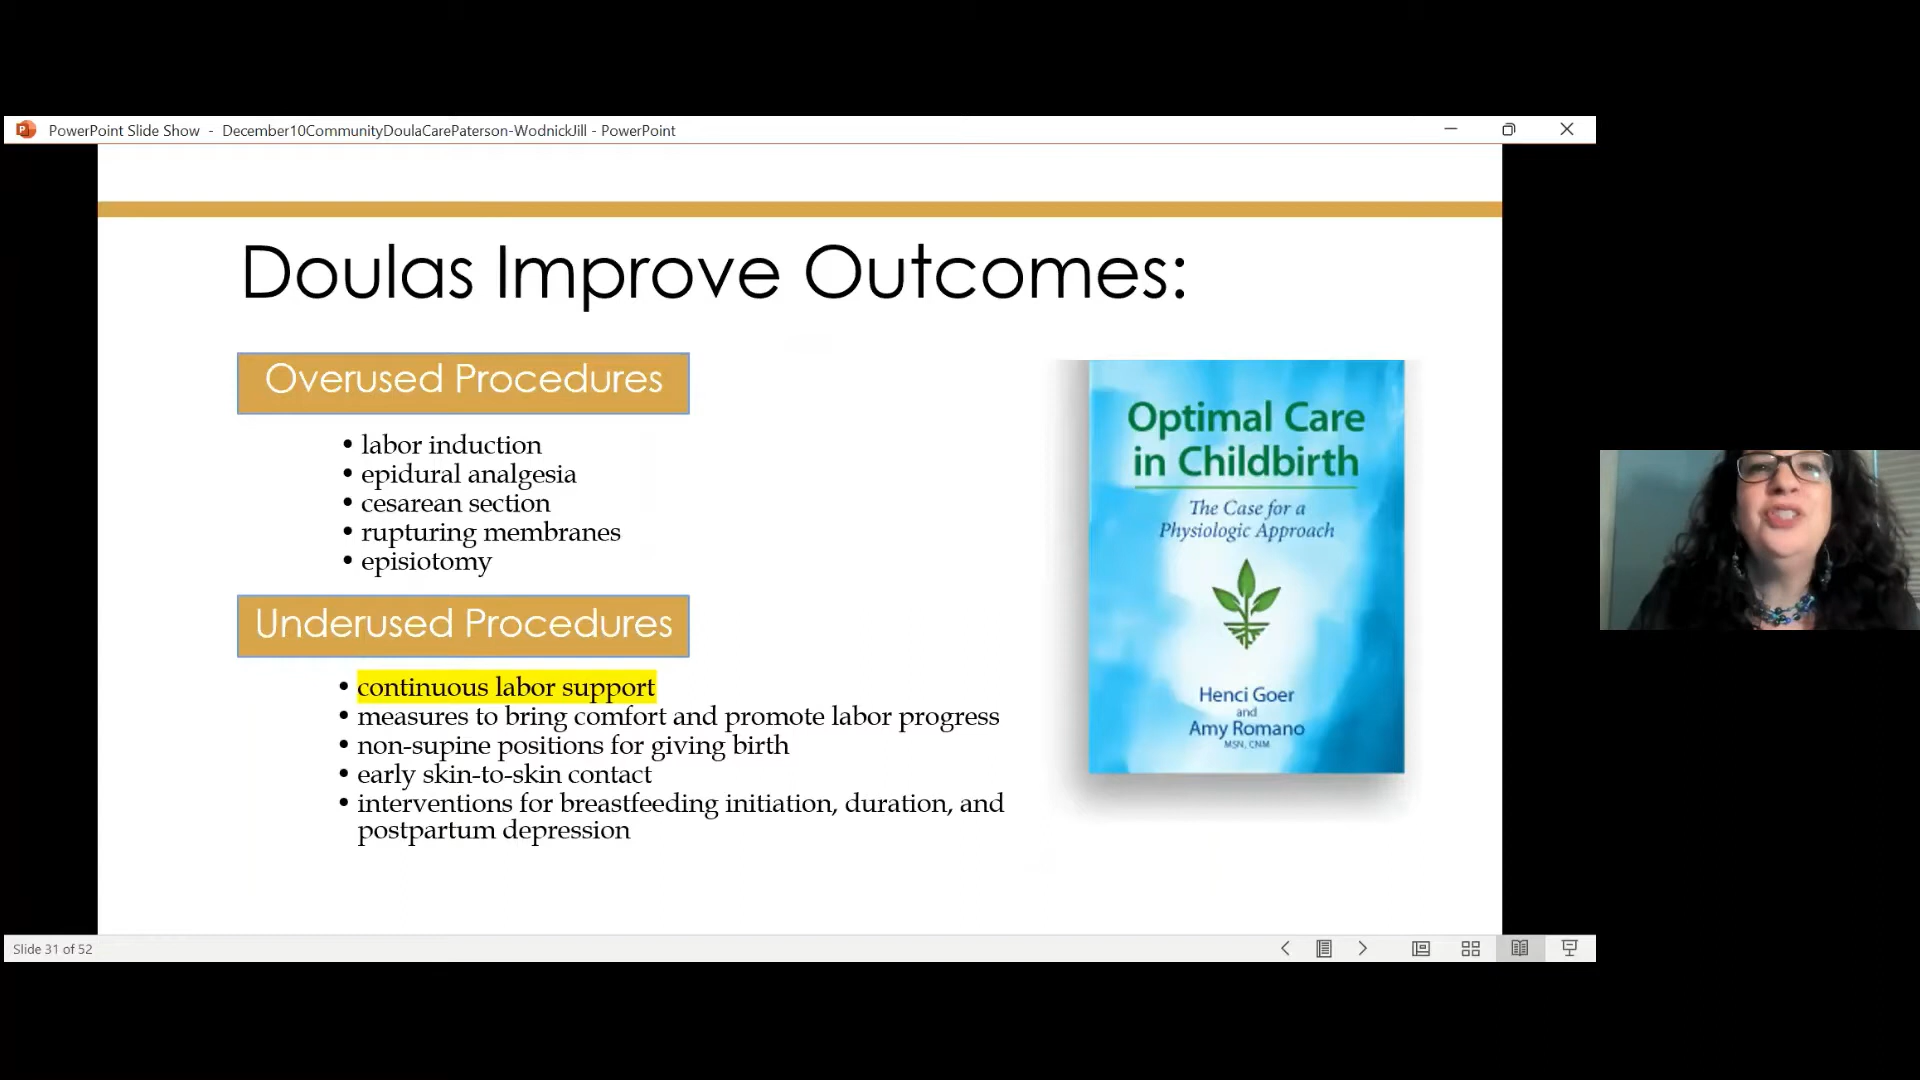 PowerPoint Slide Show - December10CommunityDoulaCarePaterson-WodnickJill - PowerPoint
Doulas Improve Outcomes:
Overused Procedures
• labor induction
• epidural analgesia
• cesarean section
• rupturing membranes
• episiotomy
Underused Procedures
• continuous labor support
• measures to bring comfort and promote labor progress
• non-supine positions for giving birth
• early skin-to-skin contact
• interventions for breastfeeding initiation, duration, and
postpartum depression
Optimal Care
in Childbirth
The Case for a
Physiologic Approach
Henci Goer
and
Amy Romano
MSN, CNM
Slide 31 of 52